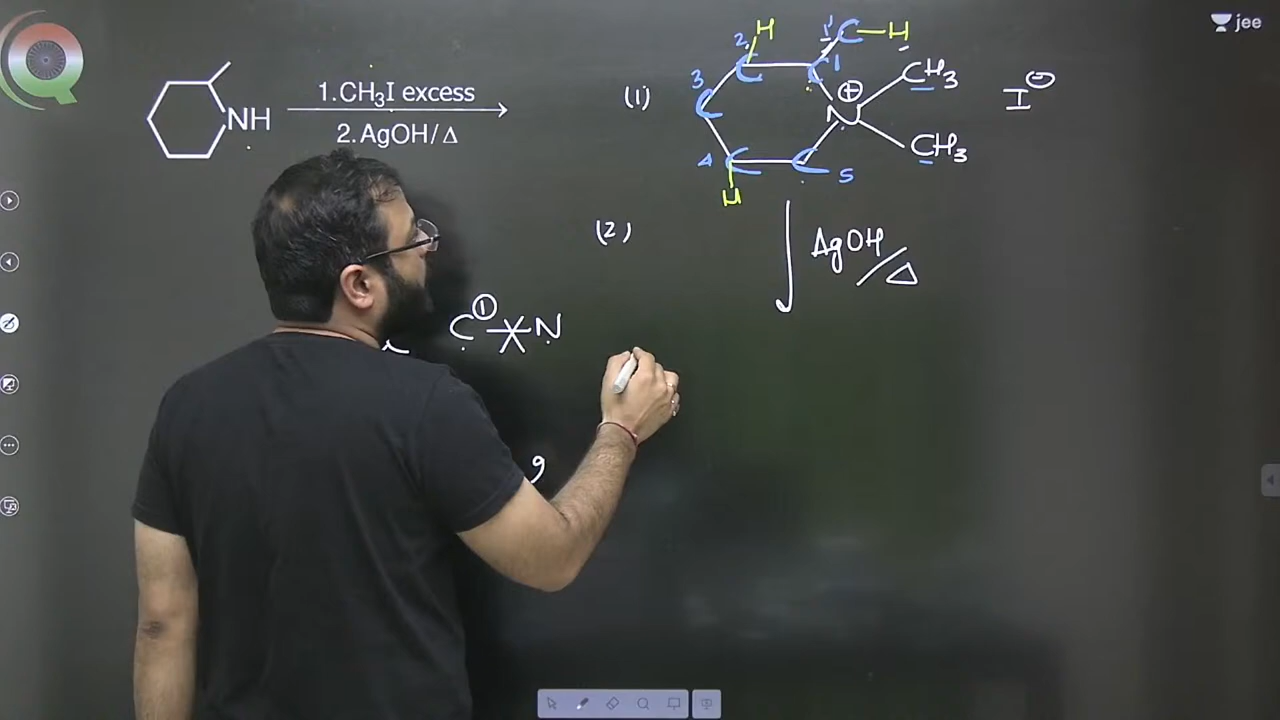 jee
1.CH₃I excess
NH
2.AgOH/Δ
(1)
2 H
1' C—H
C
C 1
3
C
⊕
N
CH₃
I⊖
CH₃
4 C
C 5
H
(2)
AgOH/Δ
C ① N
9